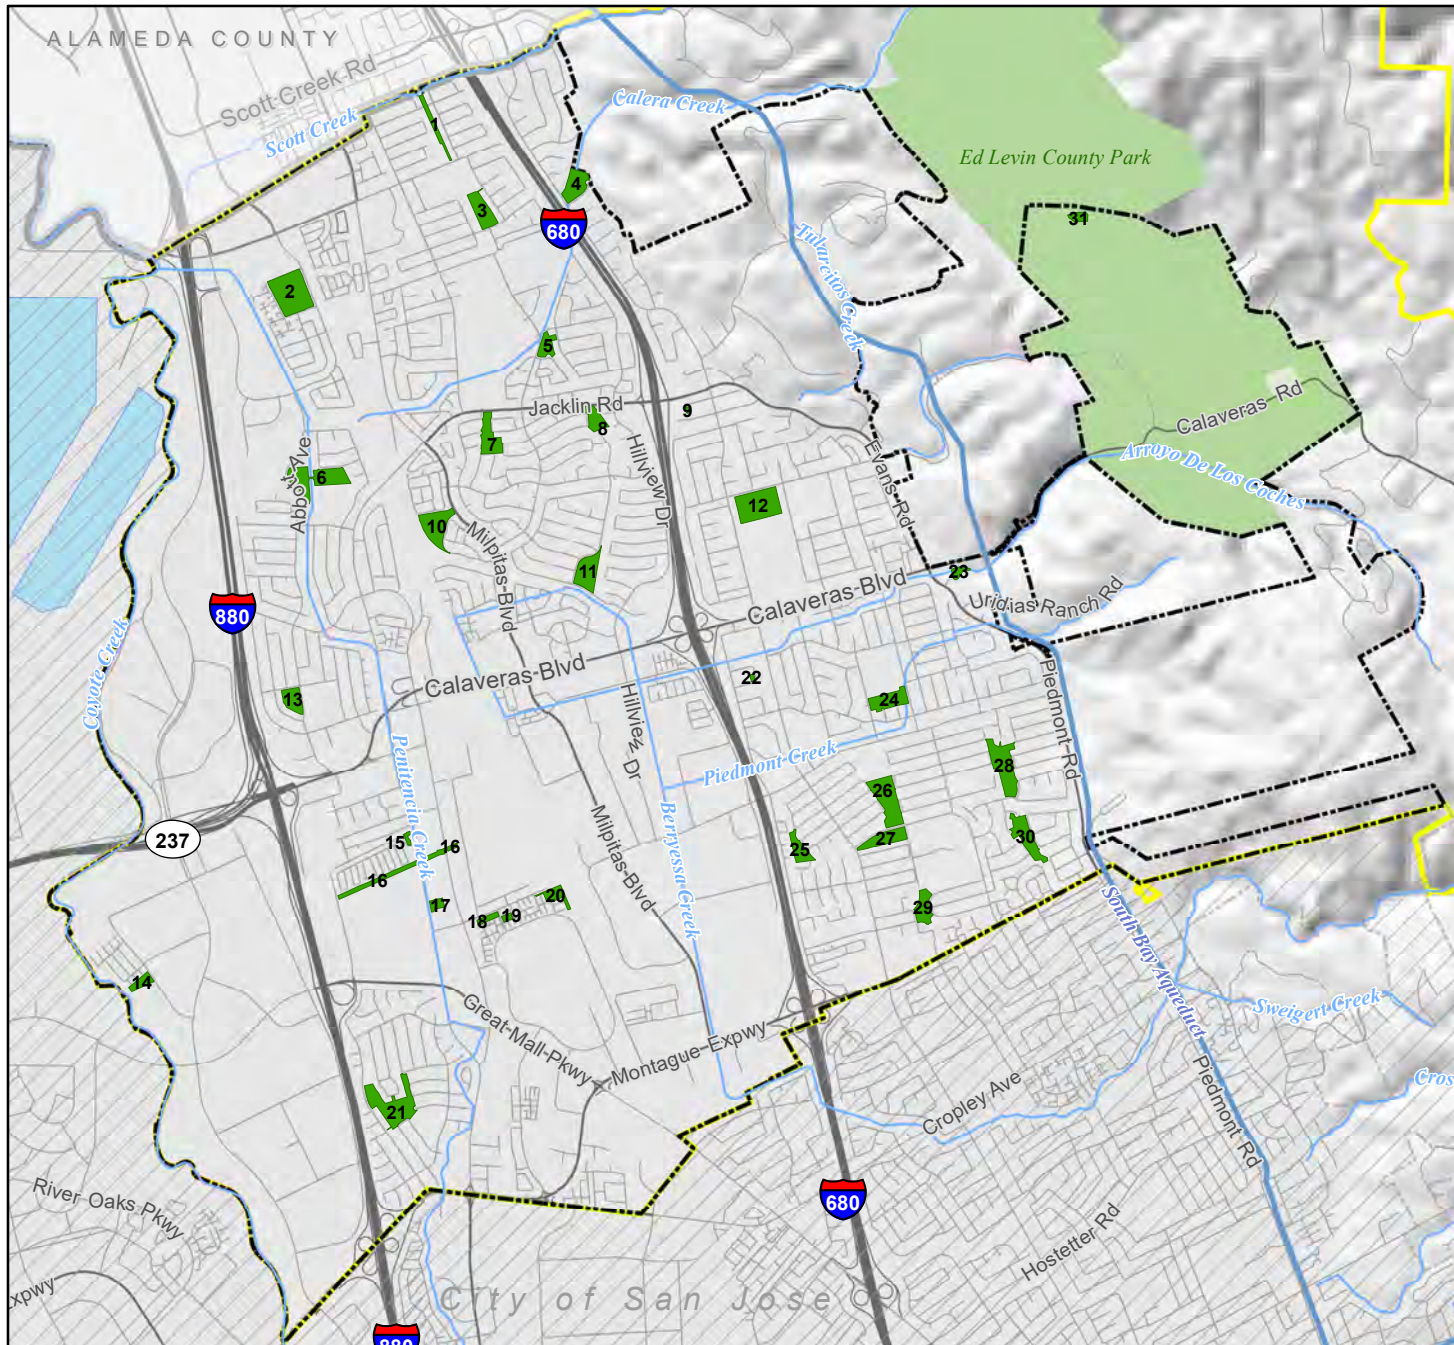 ALAMEDA COUNTY
Scott Creek Rd
Scott Creek
Calera Creek
1
Ed Levin County Park
4
3
31
680
Tularcitos Creek
2
5
Jacklin Rd
9
8
7
Calaveras Rd
Hillview Dr
Evans Rd
Abbott Ave
6
Arroyo De Los Coches
12
10
Milpitas Blvd
11
23
Calaveras Blvd
Uridias Ranch Rd
880
Coyote Creek
Calaveras Blvd
22
13
24
Hillview Dr
Piedmont Rd
Penitencia Creek
Piedmont Creek
28
26
237
15
16
Milpitas Blvd
Berryessa Creek
25
27
30
16
17
18
19
20
29
South Bay Aqueduct
14
Sweigert Creek
Great Mall Pkwy
Montague Expwy
Cropley Ave
Piedmont Rd
Cros
21
River Oaks Pkwy
680
Hostetter Rd
xpwy
City of San Jose
880